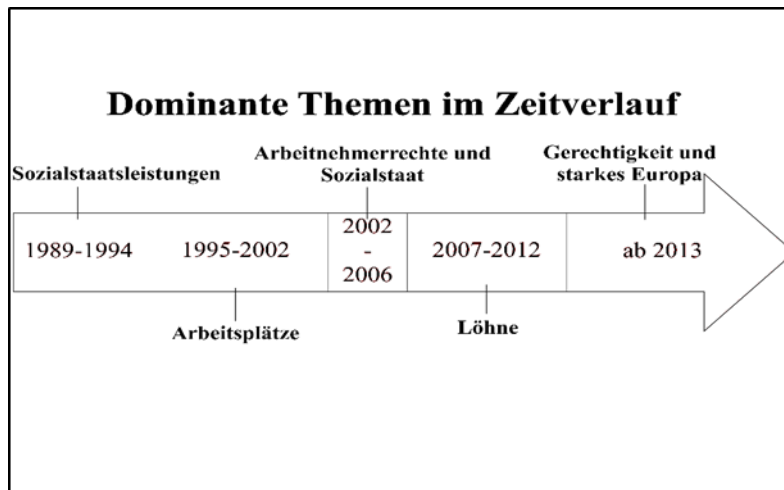 Dominante Themen im Zeitverlauf
Sozialstaatsleistungen
Arbeitnehmerrechte und
Sozialstaat
Gerechtigkeit und
starkes Europa
1989-1994
1995-2002
2002
-
2006
2007-2012
ab 2013
Arbeitsplätze
Löhne